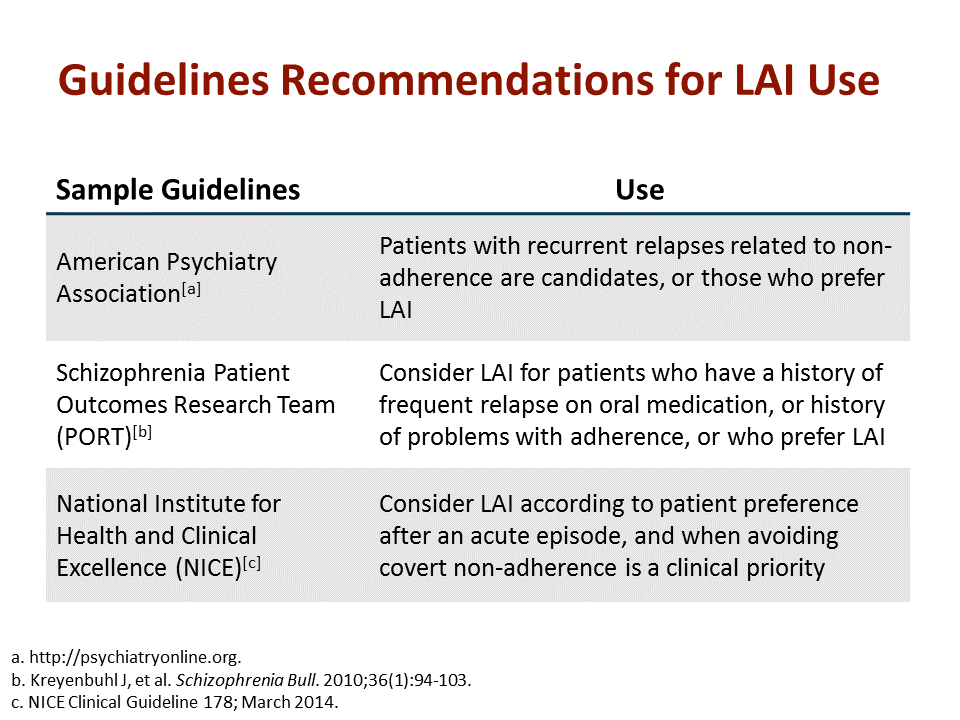 Guidelines Recommendations for LAI Use
Sample Guidelines
Use
American Psychiatry
Association[a]
Patients with recurrent relapses related to non-
adherence are candidates, or those who prefer
LAI
Schizophrenia Patient
Outcomes Research Team
(PORT)[b]
Consider LAI for patients who have a history of
frequent relapse on oral medication, or history
of problems with adherence, or who prefer LAI
National Institute for
Health and Clinical
Excellence (NICE)[c]
Consider LAI according to patient preference
after an acute episode, and when avoiding
covert non-adherence is a clinical priority
a. http://psychiatryonline.org.
b. Kreyenbuhl J, et al. Schizophrenia Bull. 2010;36(1):94-103.
c. NICE Clinical Guideline 178; March 2014.